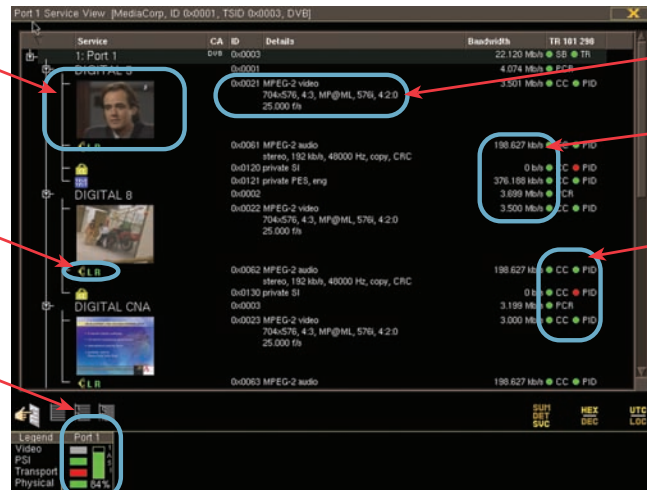 Port 1 Service View [MediaCorp, ID 0x0001, TSID 0x0003, DVB]
Service CA ID Details Bandwidth TR 101 290
1: Port 1 DVB 0x0003 22.120 Mb/s SB TR
DIGITAL 5 0x0001 4.074 Mb/s PCR
0x0021 MPEG-2 video 3.501 Mb/s CC PID
704x576, 4:3, MP@ML, 576i, 4:2:0
25.000 f/s
L R 0x0061 MPEG-2 audio 198.627 kb/s CC PID
stereo, 192 kb/s, 48000 Hz, copy, CRC
0x0120 private SI 0 b/s CC PID
0x0121 private PES, eng 376.188 kb/s CC PID
DIGITAL 8 0x0002 3.699 Mb/s PCR
0x0022 MPEG-2 video 3.500 Mb/s CC PID
704x576, 4:3, MP@ML, 576i, 4:2:0
25.000 f/s
L R 0x0062 MPEG-2 audio 198.627 kb/s CC PID
stereo, 192 kb/s, 48000 Hz, copy, CRC
0x0130 private SI 0 b/s CC PID
DIGITAL CNA 0x0003 3.199 Mb/s PCR
0x0023 MPEG-2 video 3.000 Mb/s CC PID
704x576, 4:3, MP@ML, 576i, 4:2:0
25.000 f/s
L R 0x0063 MPEG-2 audio 198.627 kb/s CC PID
SUM DET SVC HEX DEC UTC LOC
Legend Port 1
Video
PSI
Transport
Physical 84%